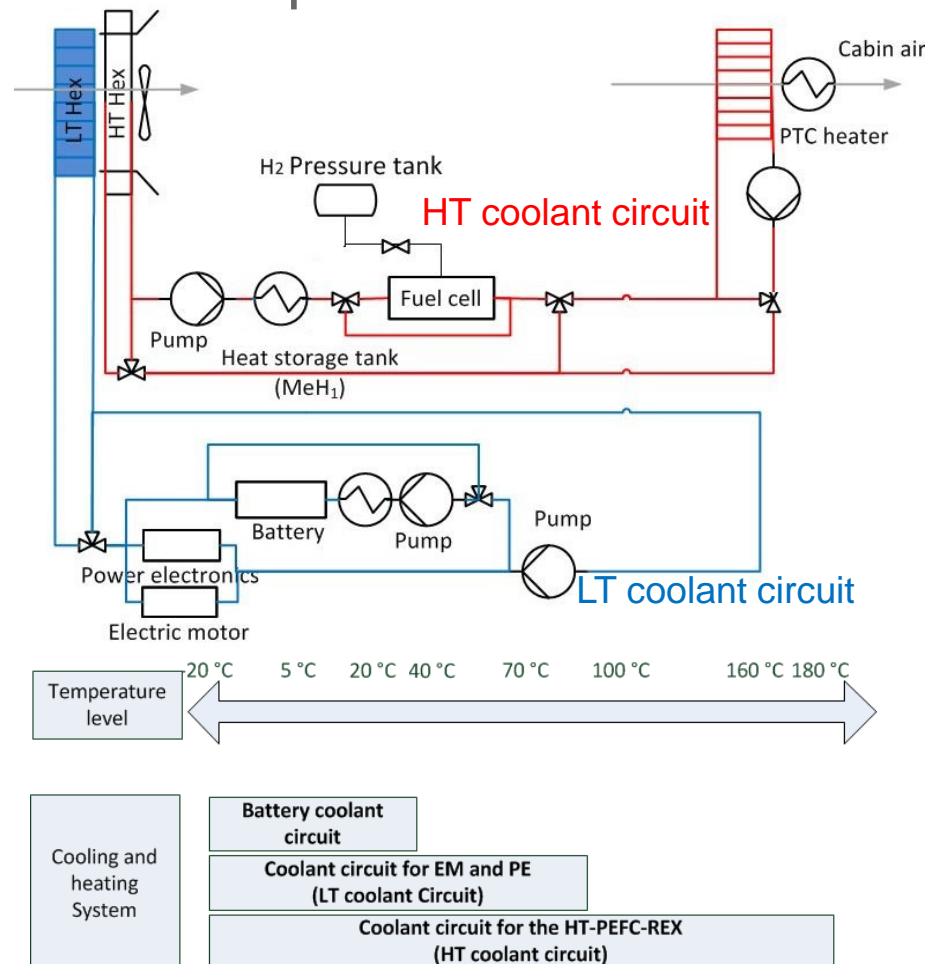 LT Hex
HT Hex
Cabin air
PTC heater
H2 Pressure tank
HT coolant circuit
Fuel cell
Pump
Heat storage tank
(MeH1)
Battery
Pump
Pump
Power electronics
LT coolant circuit
Electric motor
-20 °C 5 °C 20 °C 40 °C 70 °C 100 °C 160 °C 180 °C
Temperature
level
Battery coolant
circuit
Cooling and
heating
System
Coolant circuit for EM and PE
(LT coolant Circuit)
Coolant circuit for the HT-PEFC-REX
(HT coolant circuit)